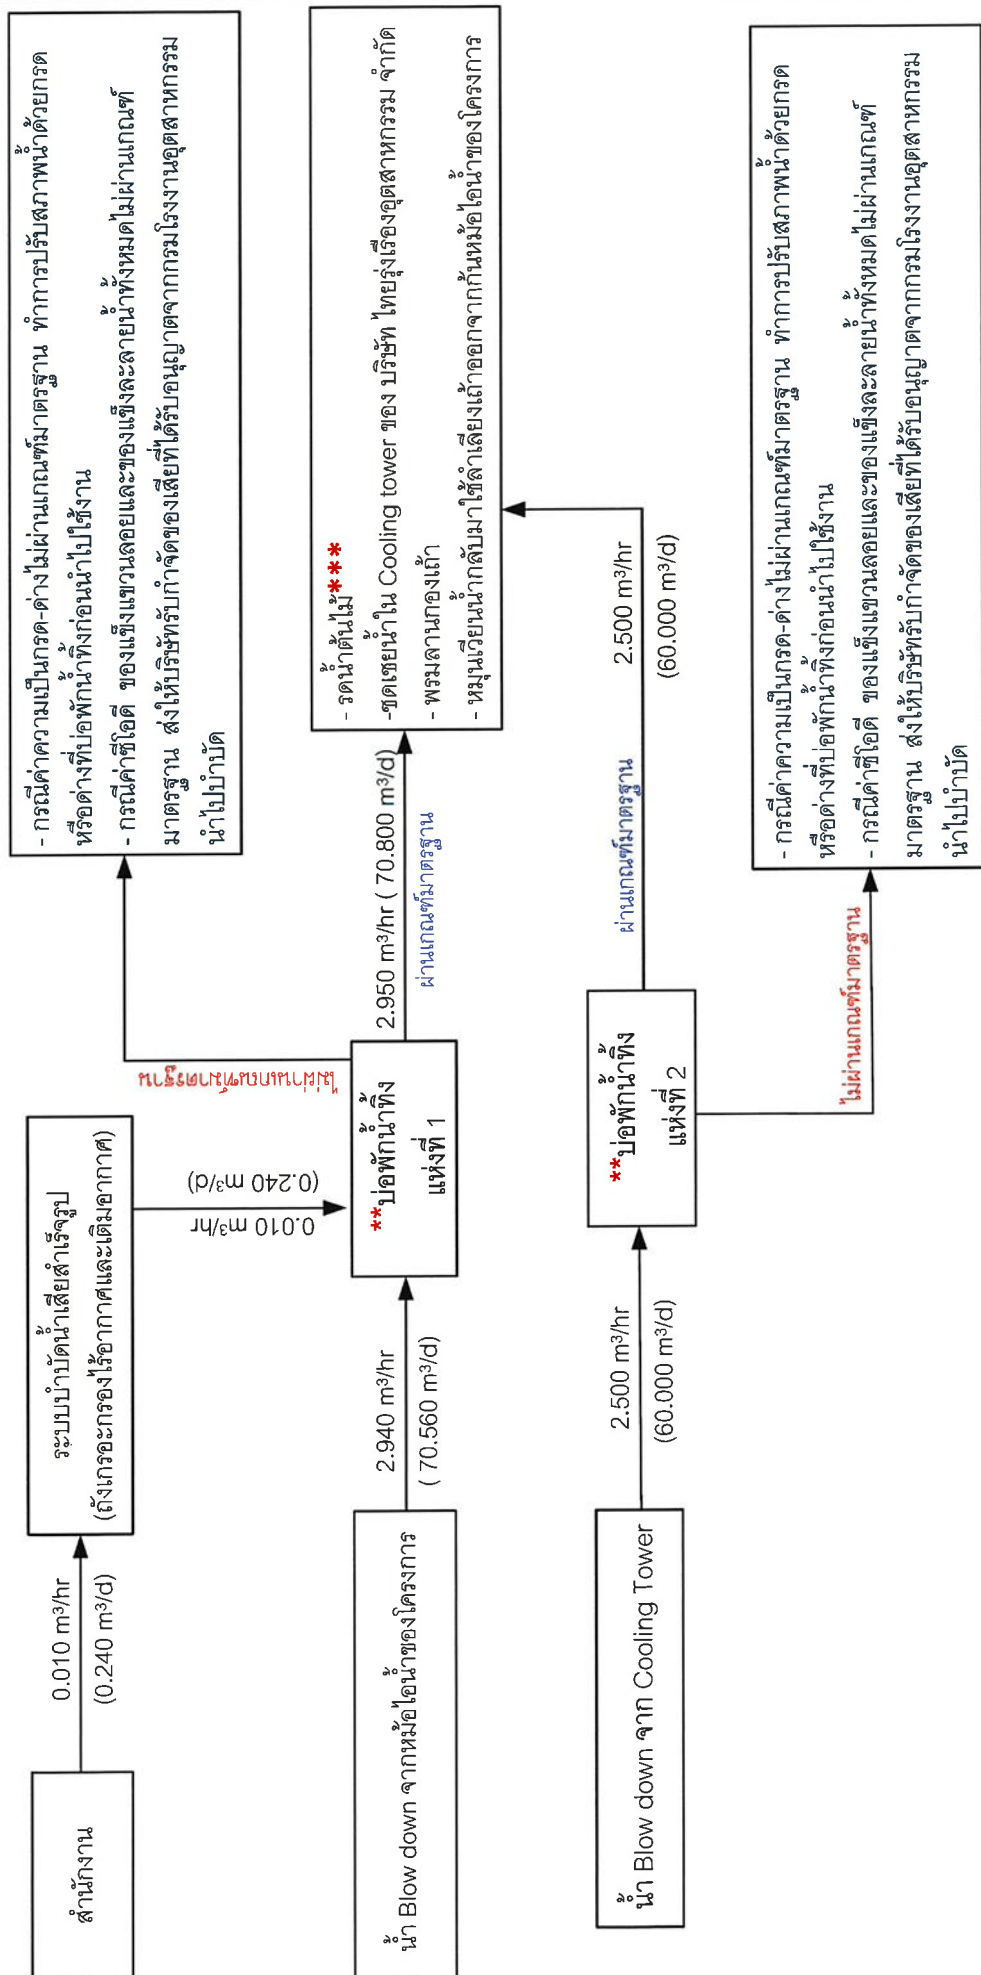 สำนักงาน
0.010 m³/hr
(0.240 m³/d)
ระบบบำบัดน้ำเสียสำเร็จรูป
(ถังเกรอะกรองไร้อากาศและเติมอากาศ)
0.010 m³/hr
(0.240 m³/d)
ไม่ผ่านเกณฑ์มาตรฐาน
- กรณีค่าความเป็นกรด-ด่างไม่ผ่านเกณฑ์มาตรฐาน ทำการปรับสภาพน้ำด้วยกรด
หรือด่างที่บ่อพักน้ำทิ้งก่อนนำไปใช้งาน
- กรณีค่าซีโอดี ของแข็งแขวนลอยและของแข็งละลายน้ำทั้งหมดไม่ผ่านเกณฑ์
มาตรฐาน ส่งให้บริษัทรับกำจัดของเสียที่ได้รับอนุญาตจากกรมโรงงานอุตสาหกรรม
นำไปบำบัด
น้ำ Blow down จากหม้อไอน้ำของโครงการ
2.940 m³/hr
( 70.560 m³/d)
**บ่อพักน้ำทิ้ง
แห่งที่ 1
2.950 m³/hr ( 70.800 m³/d)
ผ่านเกณฑ์มาตรฐาน
- รดน้ำต้นไม้***
-ชดเชยน้ำใน Cooling tower ของ บริษัท ไทยรุ่งเรืองอุตสาหกรรม จำกัด
- พรมลานกองเถ้า
- หมุนเวียนน้ำกลับมาใช้ลำเลียงเถ้าออกจากก้นหม้อไอน้ำของโครงการ
น้ำ Blow down จาก Cooling Tower
2.500 m³/hr
(60.000 m³/d)
**บ่อพักน้ำทิ้ง
แห่งที่ 2
ผ่านเกณฑ์มาตรฐาน
2.500 m³/hr
(60.000 m³/d)
ไม่ผ่านเกณฑ์มาตรฐาน
- กรณีค่าความเป็นกรด-ด่างไม่ผ่านเกณฑ์มาตรฐาน ทำการปรับสภาพน้ำด้วยกรด
หรือด่างที่บ่อพักน้ำทิ้งก่อนนำไปใช้งาน
- กรณีค่าซีโอดี ของแข็งแขวนลอยและของแข็งละลายน้ำทั้งหมดไม่ผ่านเกณฑ์
มาตรฐาน ส่งให้บริษัทรับกำจัดของเสียที่ได้รับอนุญาตจากกรมโรงงานอุตสาหกรรม
นำไปบำบัด